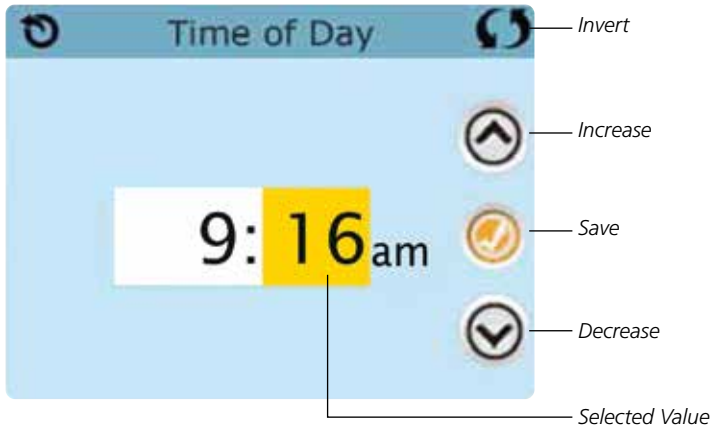 Time of Day
Invert
Increase
9:16am
Save
Decrease
Selected Value